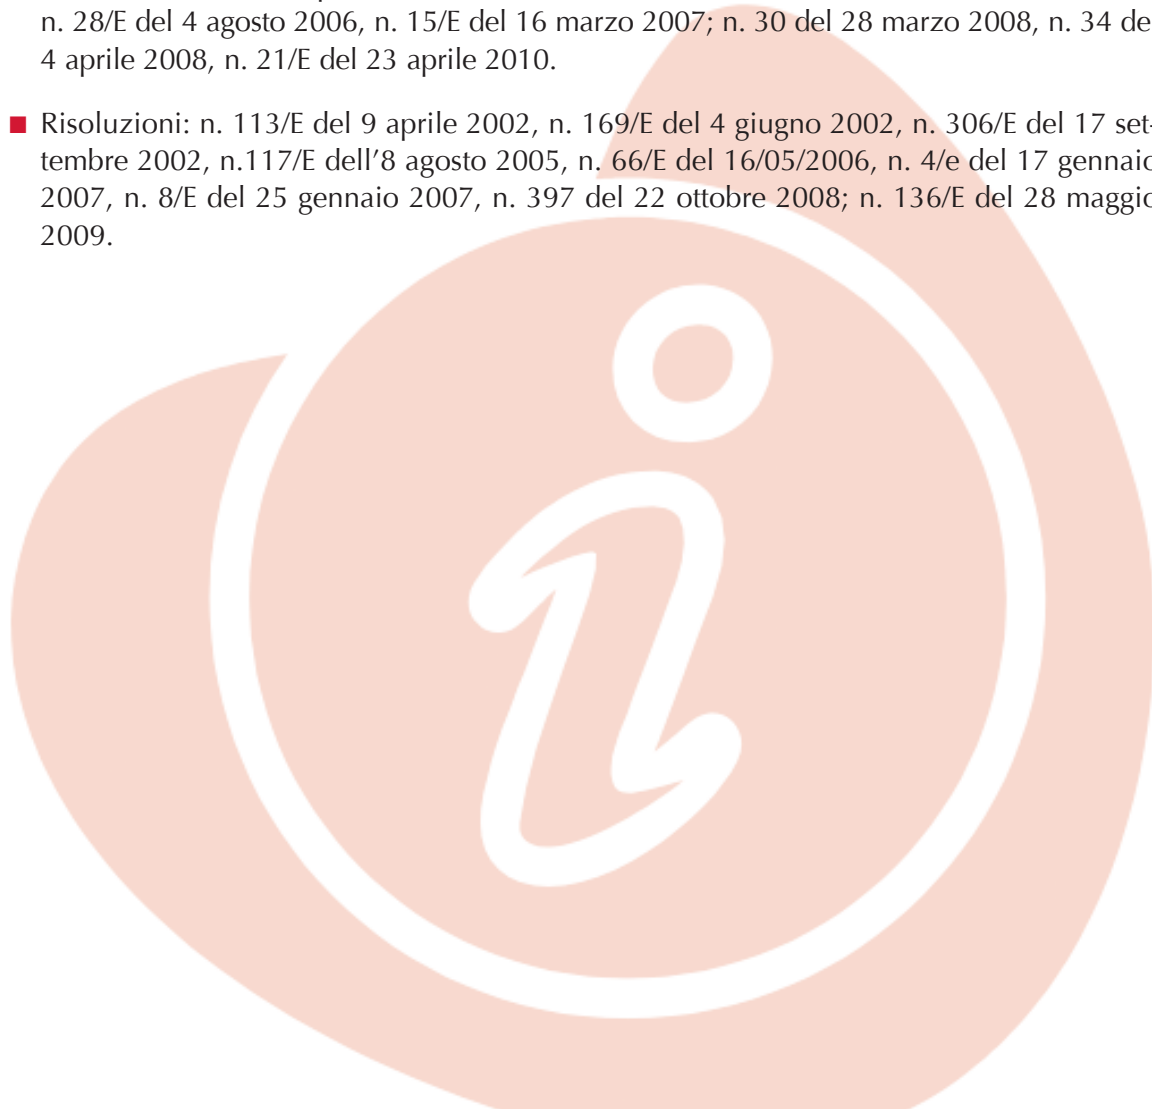 n. 28/E del 4 agosto 2006, n. 15/E del 16 marzo 2007; n. 30 del 28 marzo 2008, n. 34 de
4 aprile 2008, n. 21/E del 23 aprile 2010.
■ Risoluzioni: n. 113/E del 9 aprile 2002, n. 169/E del 4 giugno 2002, n. 306/E del 17 set-
tembre 2002, n.117/E dell'8 agosto 2005, n. 66/E del 16/05/2006, n. 4/e del 17 gennaio
2007, n. 8/E del 25 gennaio 2007, n. 397 del 22 ottobre 2008; n. 136/E del 28 maggio
2009.